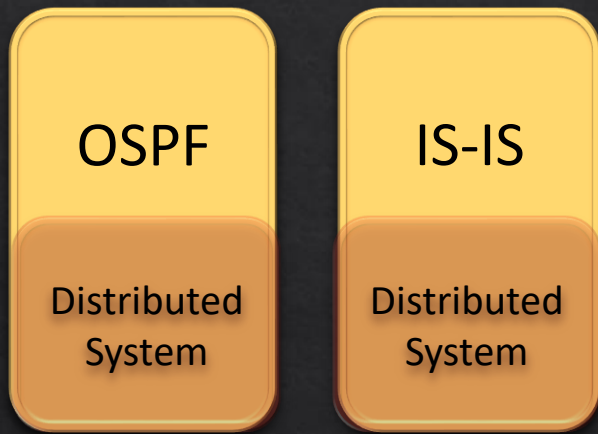 OSPF
Distributed
System
IS-IS
Distributed
System